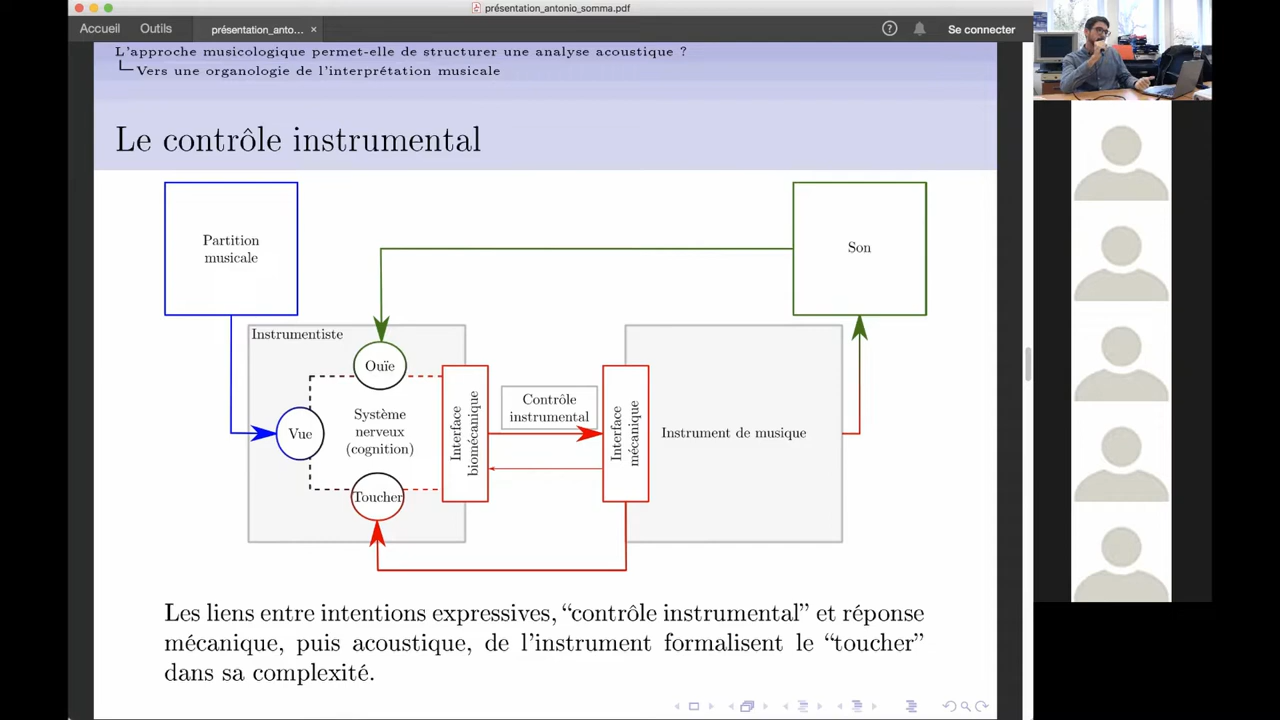 présentation_antonio_somma.pdf
Accueil
Outils
présentation_anto...
×
?
Se connecter
L'approche musicologique permet-elle de structurer une analyse acoustique ?
Vers une organologie de l'interprétation musicale
Le contrôle instrumental
Partition
musicale
Son
Instrumentiste
Ouïe
Système
nerveux
(cognition)
Vue
Toucher
Interface
biomécanique
Contrôle
instrumental
Interface
mécanique
Instrument de musique
Les liens entre intentions expressives, “contrôle instrumental” et réponse
mécanique, puis acoustique, de l'instrument formalisent le “toucher”
dans sa complexité.